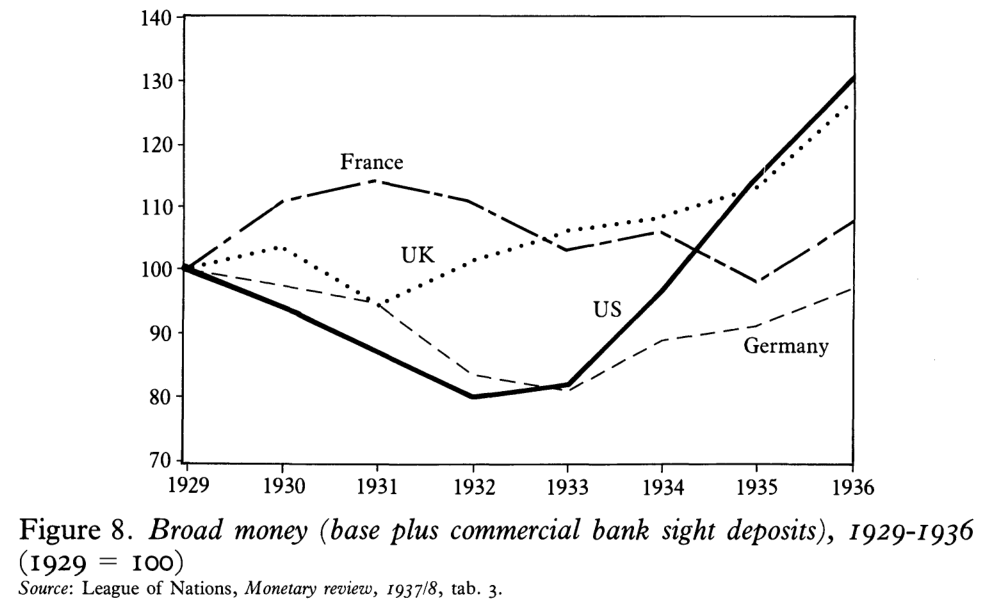 140
130
120
110
100
90
80
70
France
UK
US
Germany
1929 1930 1931 1932 1933 1934 1935 1936
Figure 8. Broad money (base plus commercial bank sight deposits), 1929-1936
(1929 = 100)
Source: League of Nations, Monetary review, 1937/8, tab. 3.